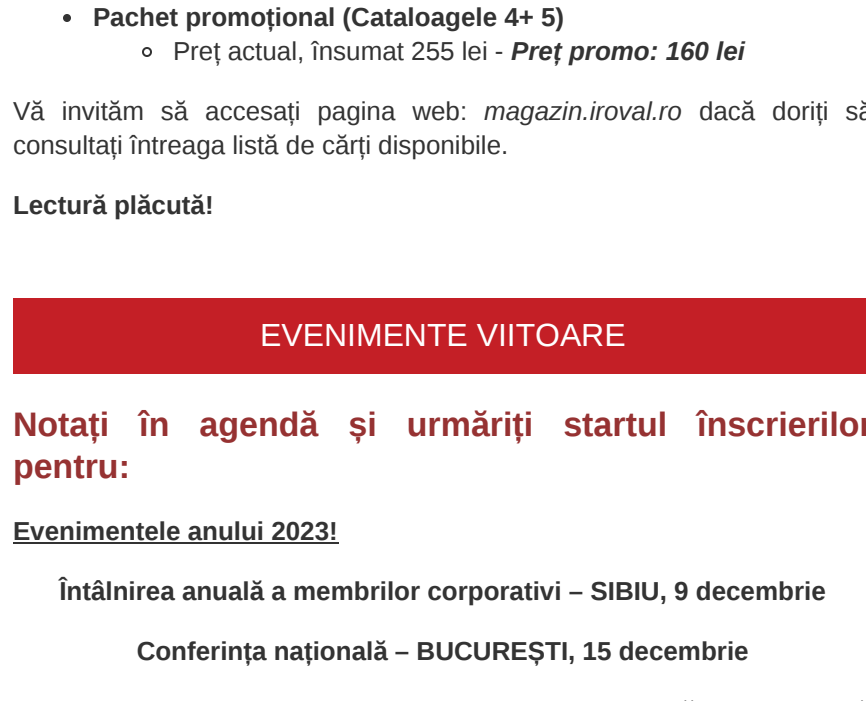 Pachet promoțional (Cataloagele 4+ 5)
Preț actual, însumat 255 lei - Preț promo: 160 lei
Vă invităm să accesați pagina web: magazin.iroval.ro dacă doriți să
consultați întreaga listă de cărți disponibile.
Lectură plăcută!
EVENIMENTE VIITOARE
Notați în agendă și urmăriți startul înscrierilor
pentru:
Evenimentele anului 2023!
Întâlnirea anuală a membrilor corporativi – SIBIU, 9 decembrie
Conferința națională – BUCUREȘTI, 15 decembrie